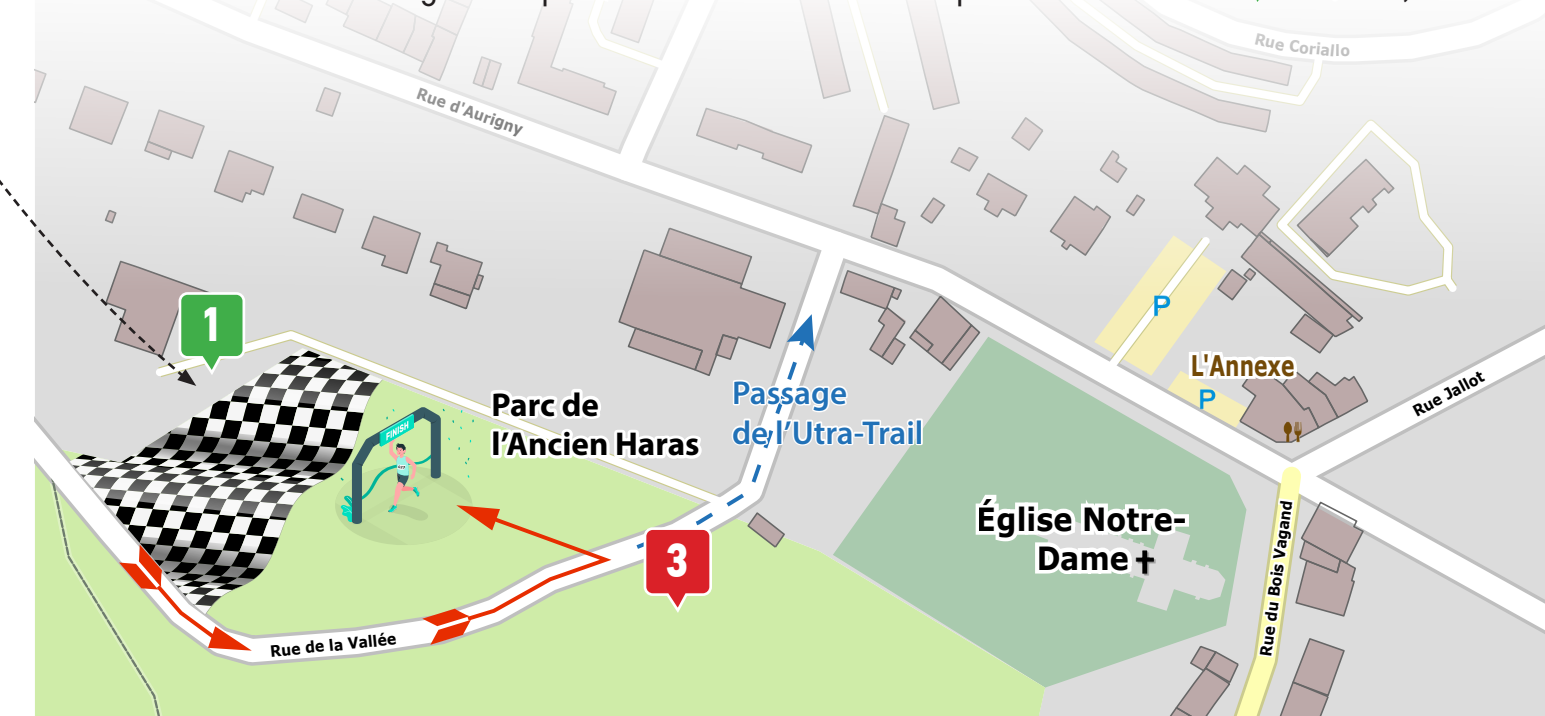 Rue Coriallo
Rue d'Aurigny
1
P
L'Annexe
P
Rue Jallot
Passage
de l'Utra-Trail
Parc de
l'Ancien Haras
FINISH
Église Notre-
Dame
Rue du Bois Vagand
3
Rue de la Vallée